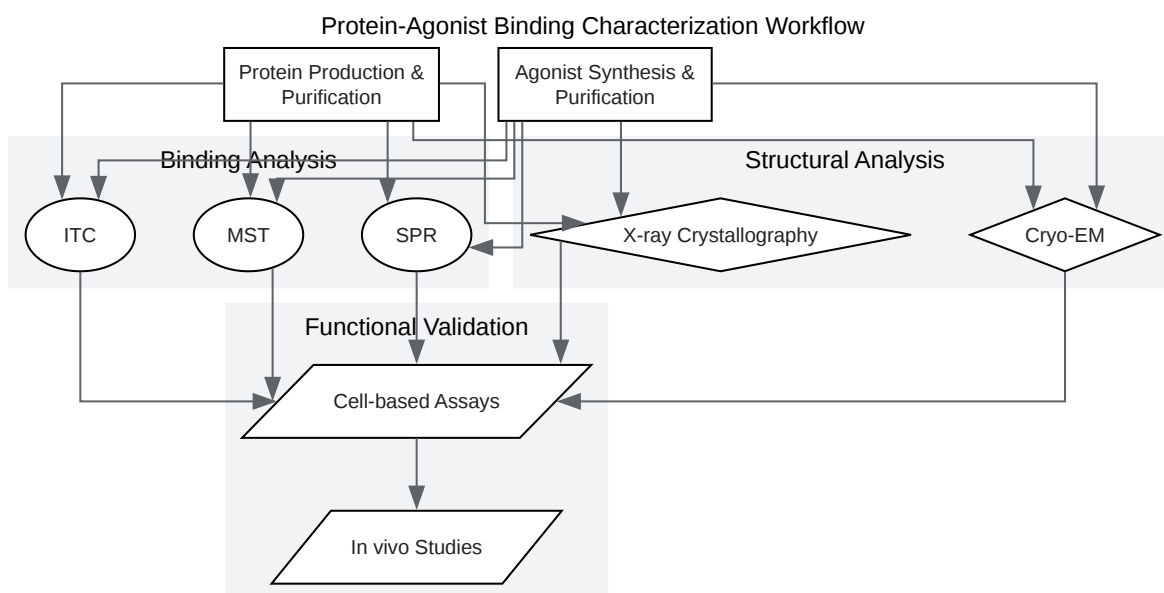 Protein-Agonist Binding Characterization Workflow
Protein Production &
Purification
Agonist Synthesis &
Purification
Binding Analysis
Structural Analysis
ITC
MST
SPR
X-ray Crystallography
Cryo-EM
Functional Validation
Cell-based Assays
In vivo Studies